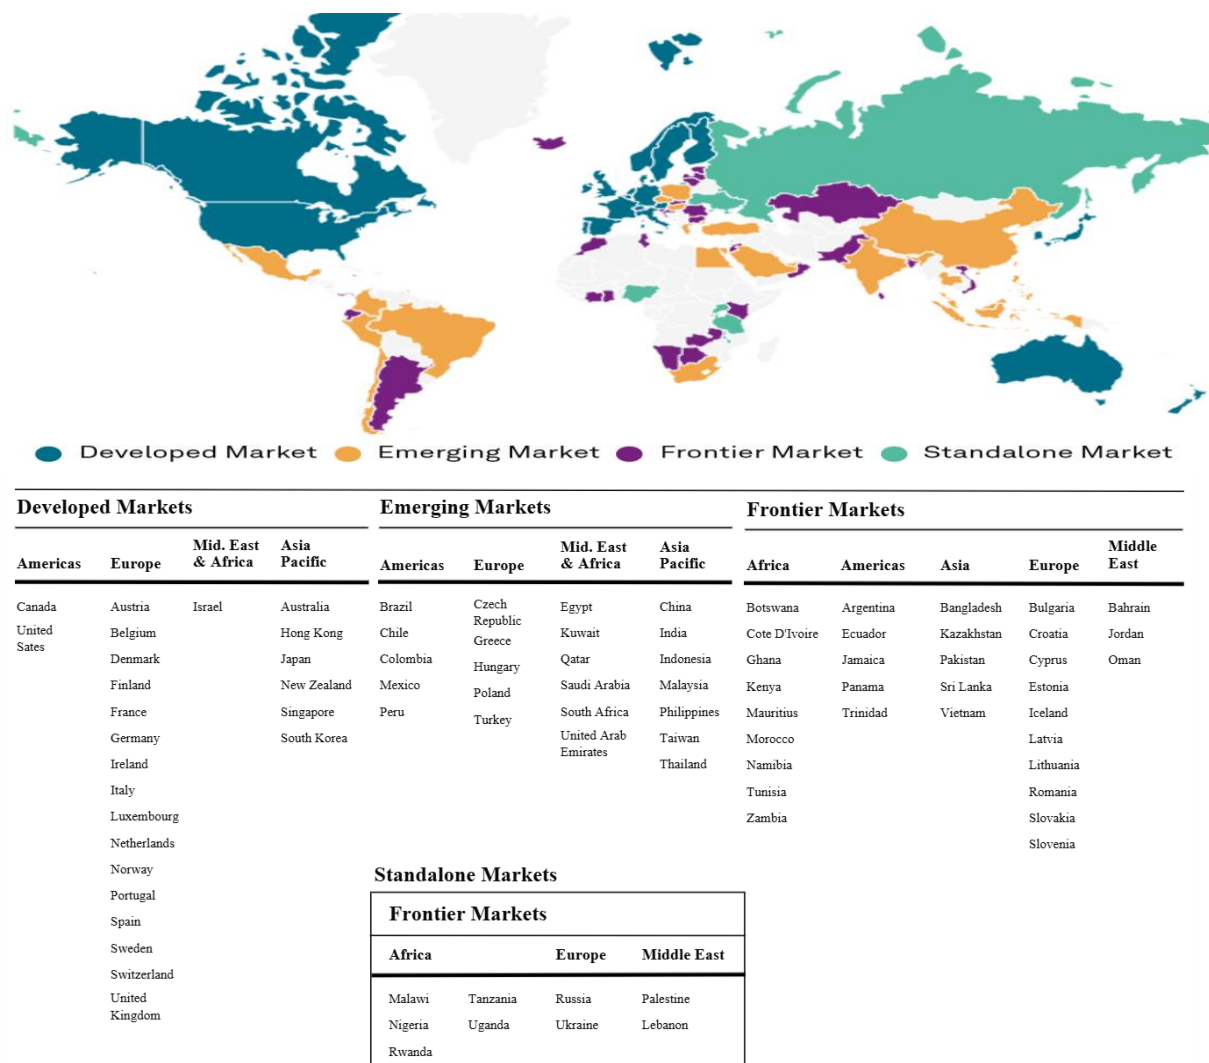 Developed Market Emerging Market Frontier Market Standalone Market
Developed Markets
Americas Europe Mid. East & Africa Asia Pacific
Canada Austria Israel Australia
United Sates Belgium Hong Kong
Denmark Japan
Finland New Zealand
France Singapore
Germany South Korea
Ireland
Italy
Luxembourg
Netherlands
Norway
Portugal
Spain
Sweden
Switzerland
United Kingdom
Emerging Markets
Americas Europe Mid. East & Africa Asia Pacific
Brazil Czech Republic Egypt China
Chile Greece Kuwait India
Colombia Hungary Qatar Indonesia
Mexico Poland Saudi Arabia Malaysia
Peru Turkey South Africa Philippines
United Arab Emirates Taiwan
Thailand
Frontier Markets
Africa Americas Asia Europe Middle East
Botswana Argentina Bangladesh Bulgaria Bahrain
Cote D'Ivoire Ecuador Kazakhstan Croatia Jordan
Ghana Jamaica Pakistan Cyprus Oman
Kenya Panama Sri Lanka Estonia
Mauritius Trinidad Vietnam Iceland
Morocco Latvia
Namibia Lithuania
Tunisia Romania
Zambia Slovakia
Slovenia
Standalone Markets
Frontier Markets
Africa Europe Middle East
Malawi Tanzania Russia Palestine
Nigeria Uganda Ukraine Lebanon
Rwanda